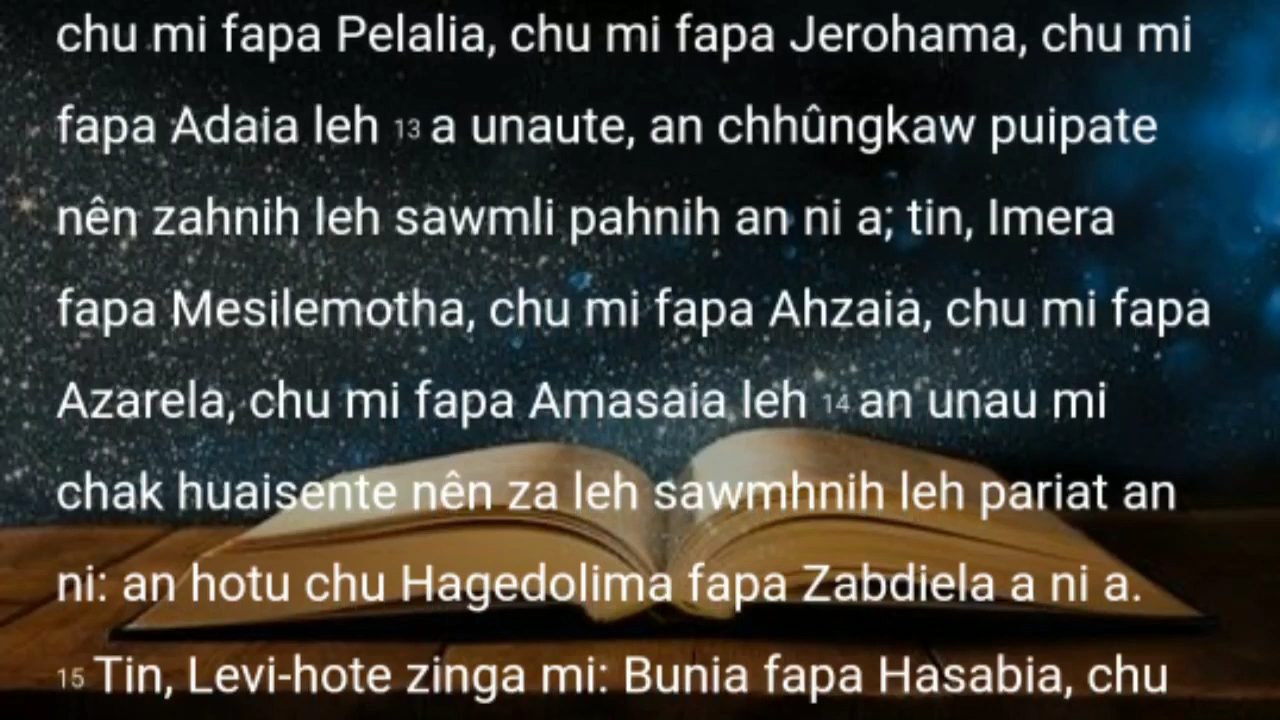 chu mi fapa Pelalia, chu mi fapa Jerohama, chu mi
fapa Adaia leh 13 a unaute, an chhûngkaw puipate
nên zahnih leh sawmli pahnih an ni a; tin, Imera
fapa Mesilemotha, chu mi fapa Ahzaia, chu mi fapa
Azarela, chu mi fapa Amasaia leh 14 an unau mi
chak huaisente nên za leh sawmhnih leh pariat an
ni: an hotu chu Hagedolima fapa Zabdiela a ni a.
15 Tin, Levi-hote zinga mi: Bunia fapa Hasabia, chu